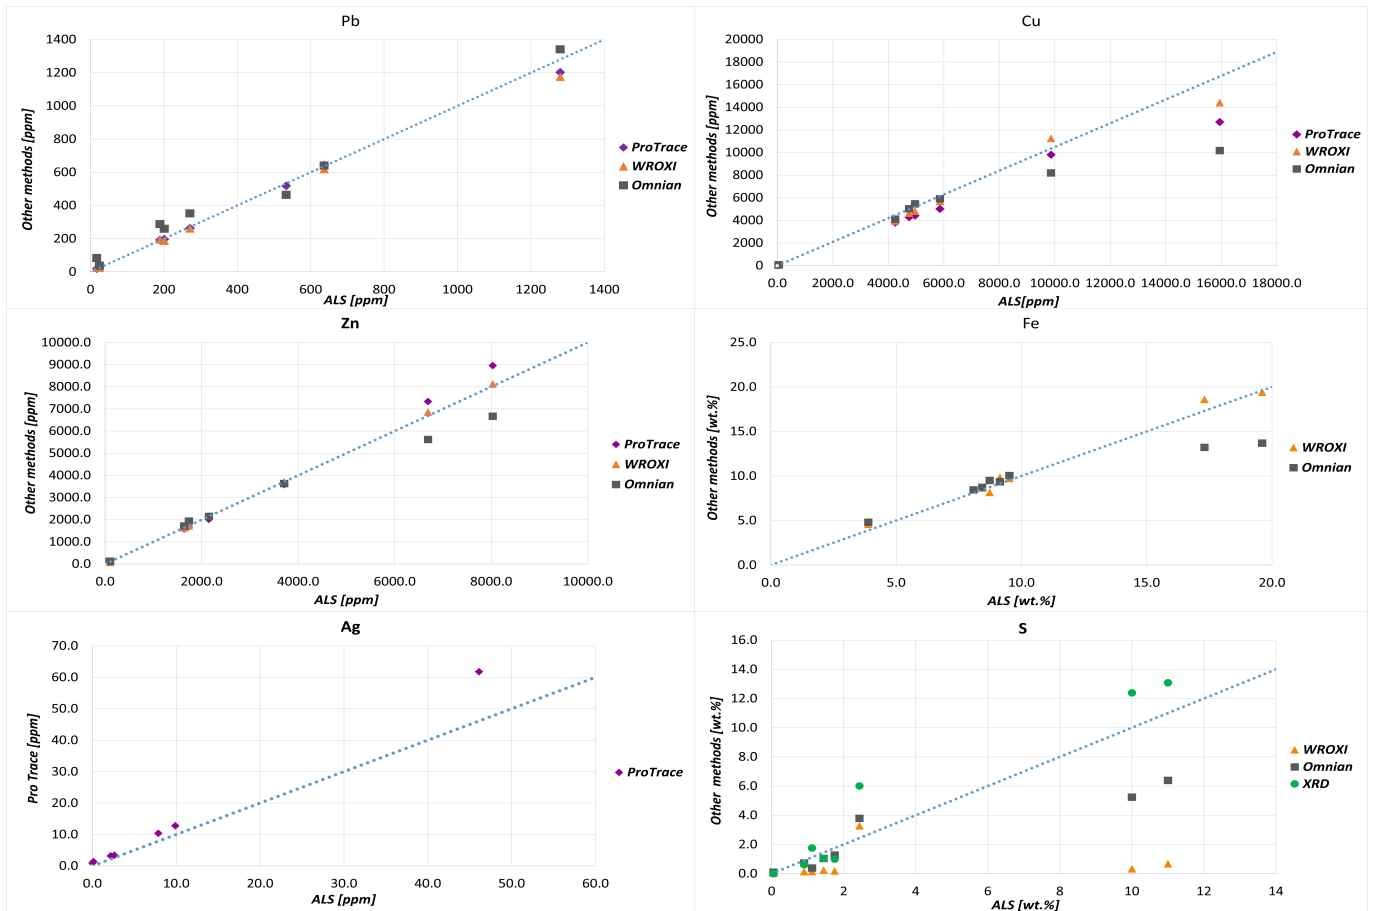 Pb
1400
1200
1000
800
600
400
200
0
Other methods [ppm]
0 200 400 600 800 1000 1200 1400
ALS [ppm]
ProTrace
WROXI
Omnian
Cu
20000
18000
16000
14000
12000
10000
8000
6000
4000
2000
0
Other methods [ppm]
0 2000.0 4000.0 6000.0 8000.0 10000.0 12000.0 14000.0 16000.0 18000.0
ALS[ppm]
ProTrace
WROXI
Omnian
Zn
10000.0
9000.0
8000.0
7000.0
6000.0
5000.0
4000.0
3000.0
2000.0
1000.0
0.0
Other methods [ppm]
0.0 2000.0 4000.0 6000.0 8000.0 10000.0
ALS [ppm]
ProTrace
WROXI
Omnian
Fe
25.0
20.0
15.0
10.0
5.0
0.0
Other methods [wt.%]
0.0 5.0 10.0 15.0 20.0
ALS [wt.%]
WROXI
Omnian
Ag
70.0
60.0
50.0
40.0
30.0
20.0
10.0
0.0
Pro Trace [ppm]
0.0 10.0 20.0 30.0 40.0 50.0 60.0
ALS [ppm]
ProTrace
S
16.0
14.0
12.0
10.0
8.0
6.0
4.0
2.0
0.0
Other methods [wt.%]
0 2 4 6 8 10 12 14
ALS [wt.%]
WROXI
Omnian
XRD